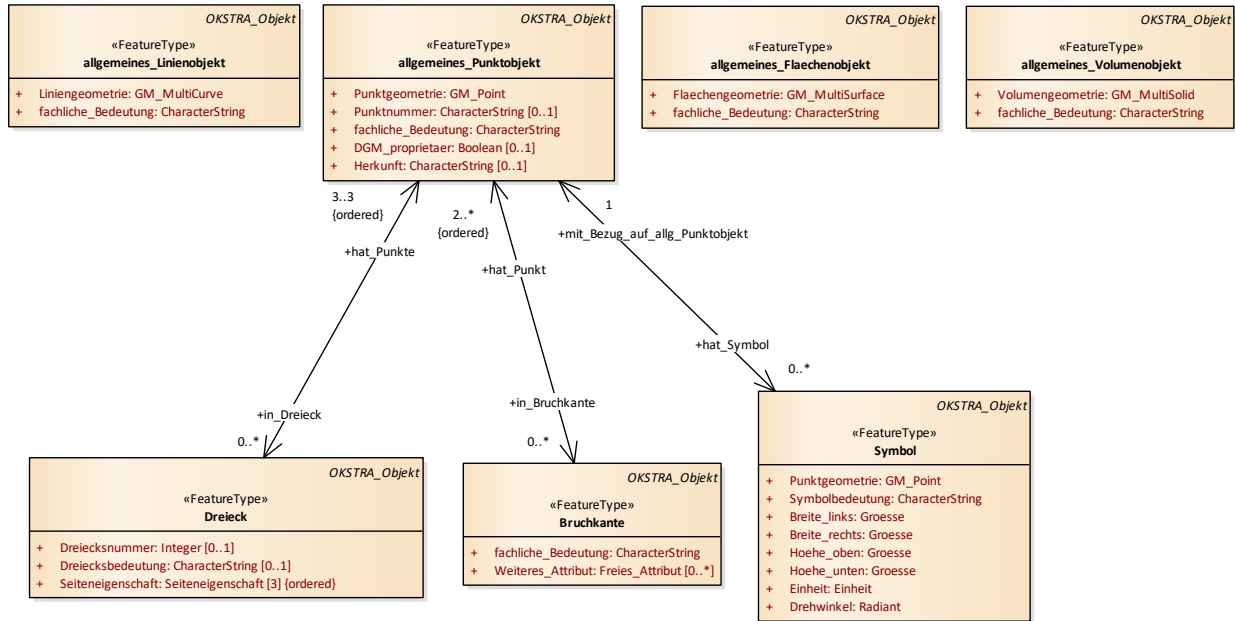 OKSTRA_Objekt
«FeatureType»
allgemeines_Linienobjekt
+ Liniengeometrie: GM_MultiCurve
+ fachliche_Bedeutung: CharacterString
OKSTRA_Objekt
«FeatureType»
allgemeines_Punktobjekt
+ Punktgeometrie: GM_Point
+ Punktnummer: CharacterString [0..1]
+ fachliche_Bedeutung: CharacterString
+ DGM_proprietaer: Boolean [0..1]
+ Herkunft: CharacterString [0..1]
OKSTRA_Objekt
«FeatureType»
allgemeines_Flaechenobjekt
+ Flaechengeometrie: GM_MultiSurface
+ fachliche_Bedeutung: CharacterString
OKSTRA_Objekt
«FeatureType»
allgemeines_Volumenobjekt
+ Volumengeometrie: GM_MultiSolid
+ fachliche_Bedeutung: CharacterString
3..3
{ordered}
+hat_Punkte
2..*
{ordered}
+hat_Punkt
1
+mit_Bezug_auf_allg_Punktobjekt
+hat_Symbol
0..*
+in_Dreieck
0..*
+in_Bruchkante
0..*
OKSTRA_Objekt
«FeatureType»
Dreieck
+ Dreiecksnummer: Integer [0..1]
+ Dreiecksbedeutung: CharacterString [0..1]
+ Seiteneigenschaft: Seiteneigenschaft [3] {ordered}
OKSTRA_Objekt
«FeatureType»
Bruchkante
+ fachliche_Bedeutung: CharacterString
+ Weiteres_Attribut: Freies_Attribut [0..*]
OKSTRA_Objekt
«FeatureType»
Symbol
+ Punktgeometrie: GM_Point
+ Symbolbedeutung: CharacterString
+ Breite_links: Groesse
+ Breite_rechts: Groesse
+ Hoehe_oben: Groesse
+ Hoehe_unten: Groesse
+ Einheit: Einheit
+ Drehwinkel: Radiant